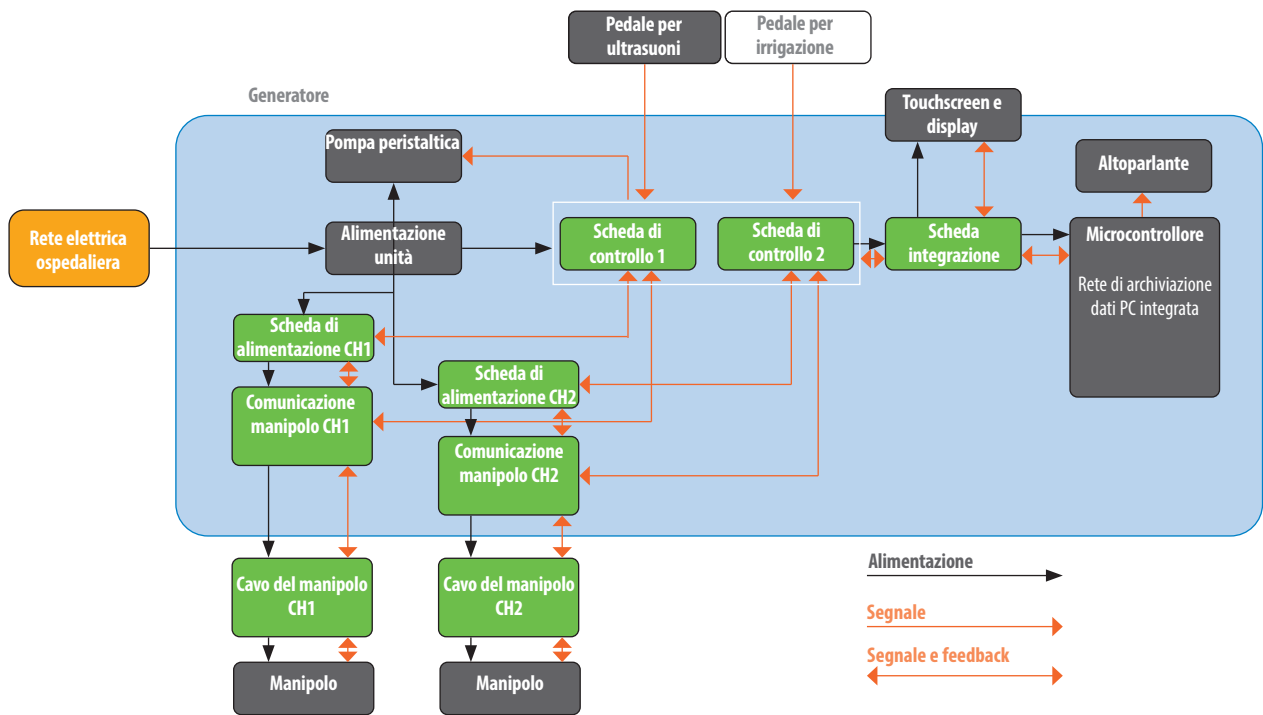 Pedale per
ultrasuoni
Pedale per
irrigazione
Generatore
Touchscreen e
display
Pompa peristaltica
Altoparlante
Rete elettrica
ospedaliera
Alimentazione
unità
Scheda di
controllo 1
Scheda di
controllo 2
Scheda
integrazione
Microcontrollore
Rete di archiviazione
dati PC integrata
Scheda di
alimentazione CH1
Scheda di
alimentazione CH2
Comunicazione
manipolo CH1
Comunicazione
manipolo CH2
Cavo del manipolo
CH1
Cavo del manipolo
CH2
Manipolo
Manipolo
Alimentazione
Segnale
Segnale e feedback